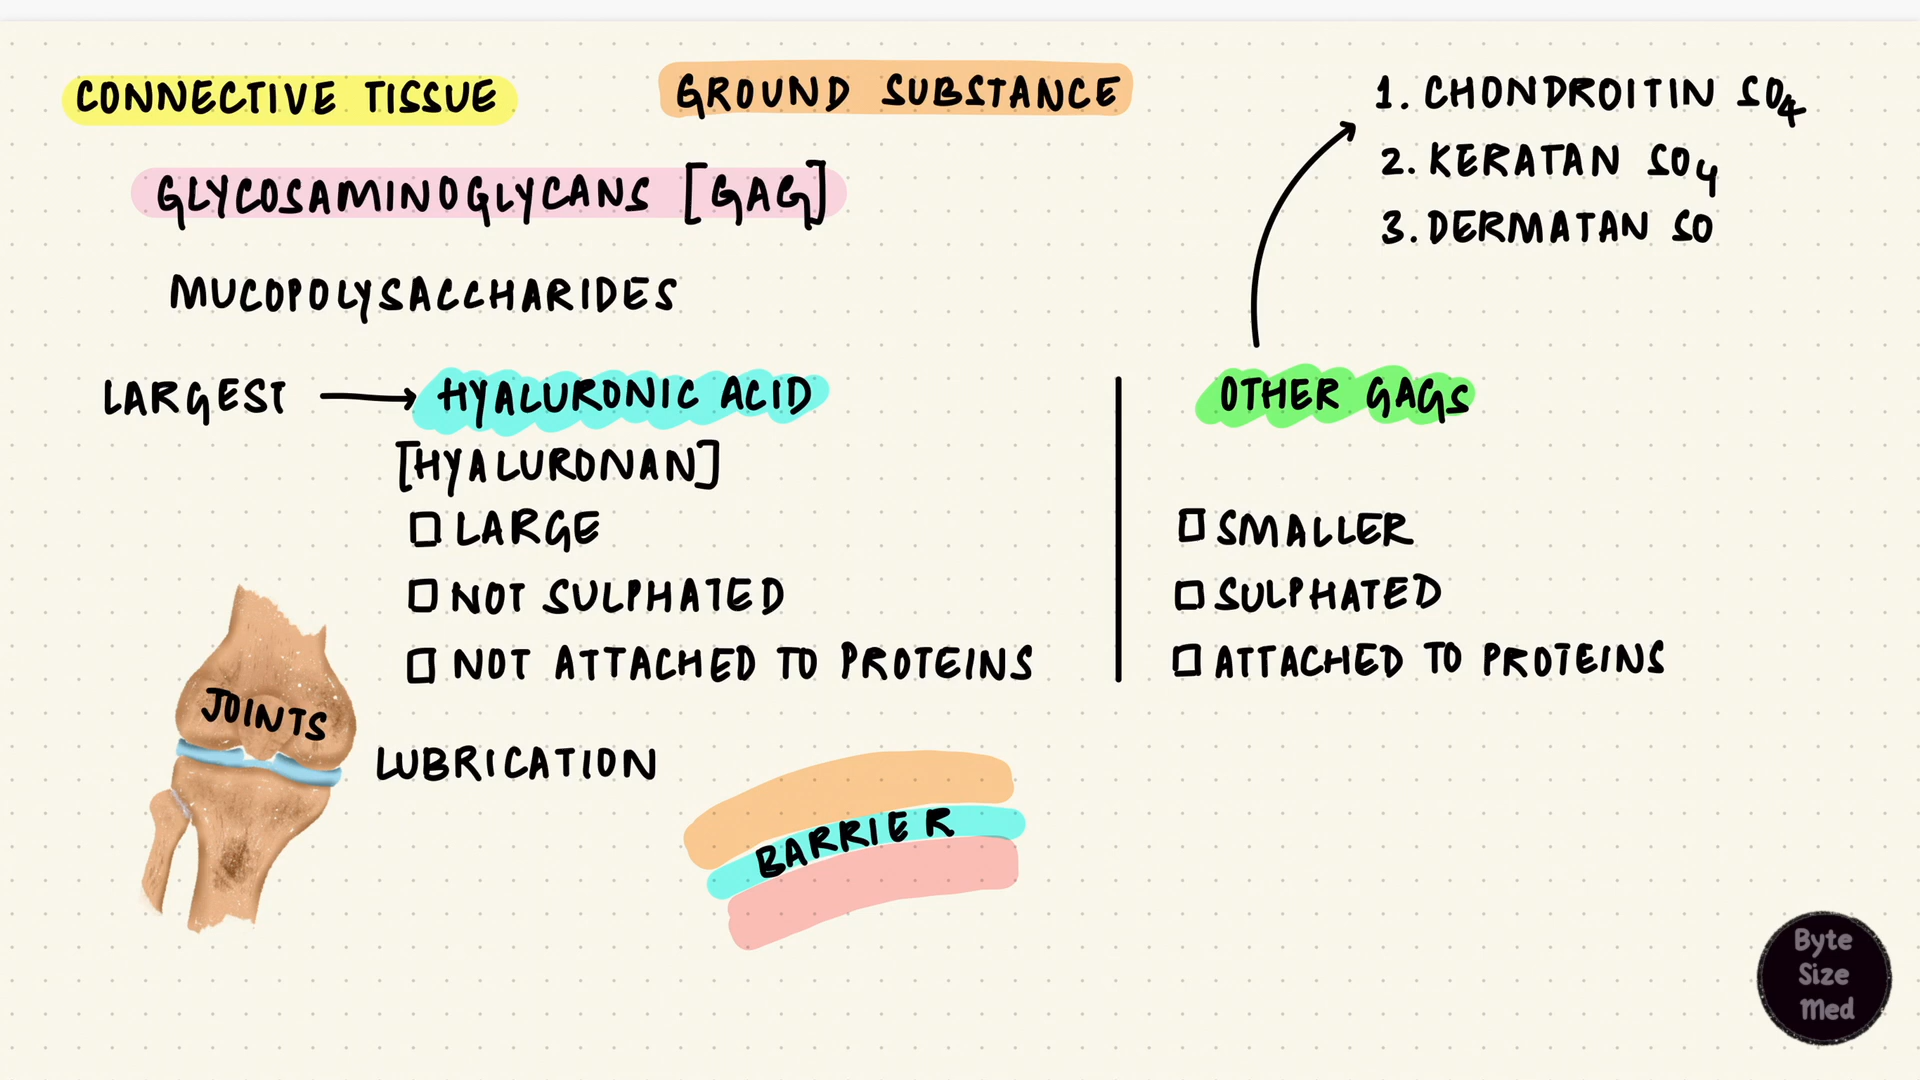 CONNECTIVE TISSUE
GROUND SUBSTANCE
GLYCOSAMINOGLYCANS [GAG]
MUCOPOLYSACCHARIDES
1. CHONDROITIN SO4
2. KERATAN SO4
3. DERMATAN SO
LARGEST → HYALURONIC ACID
[HYALURONAN]
LARGE
NOT SULPHATED
NOT ATTACHED TO PROTEINS
OTHER GAGs
SMALLER
SULPHATED
ATTACHED TO PROTEINS
JOINTS
LUBRICATION
BARRIER
Byte
Size
Med